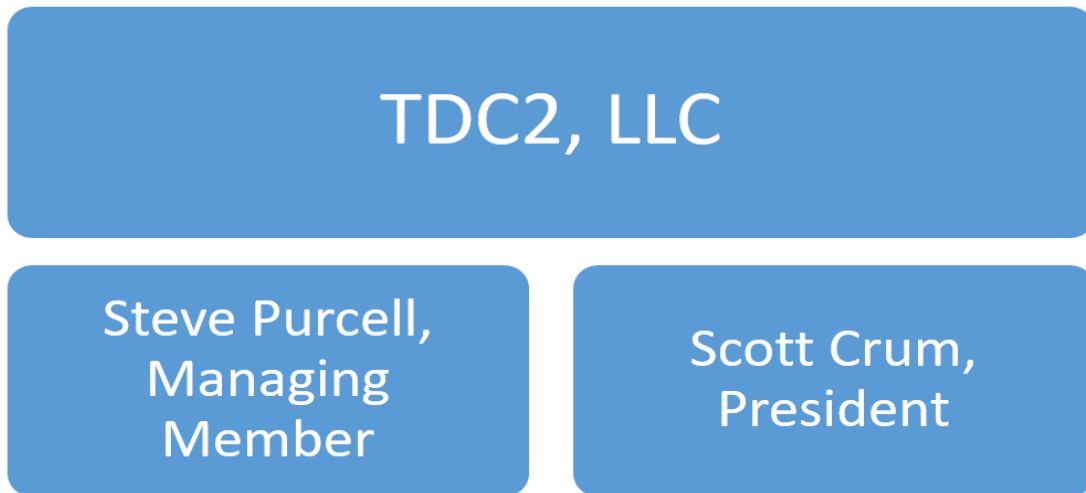 TDC2, LLC
Steve Purcell,
Managing
Member
Scott Crum,
President